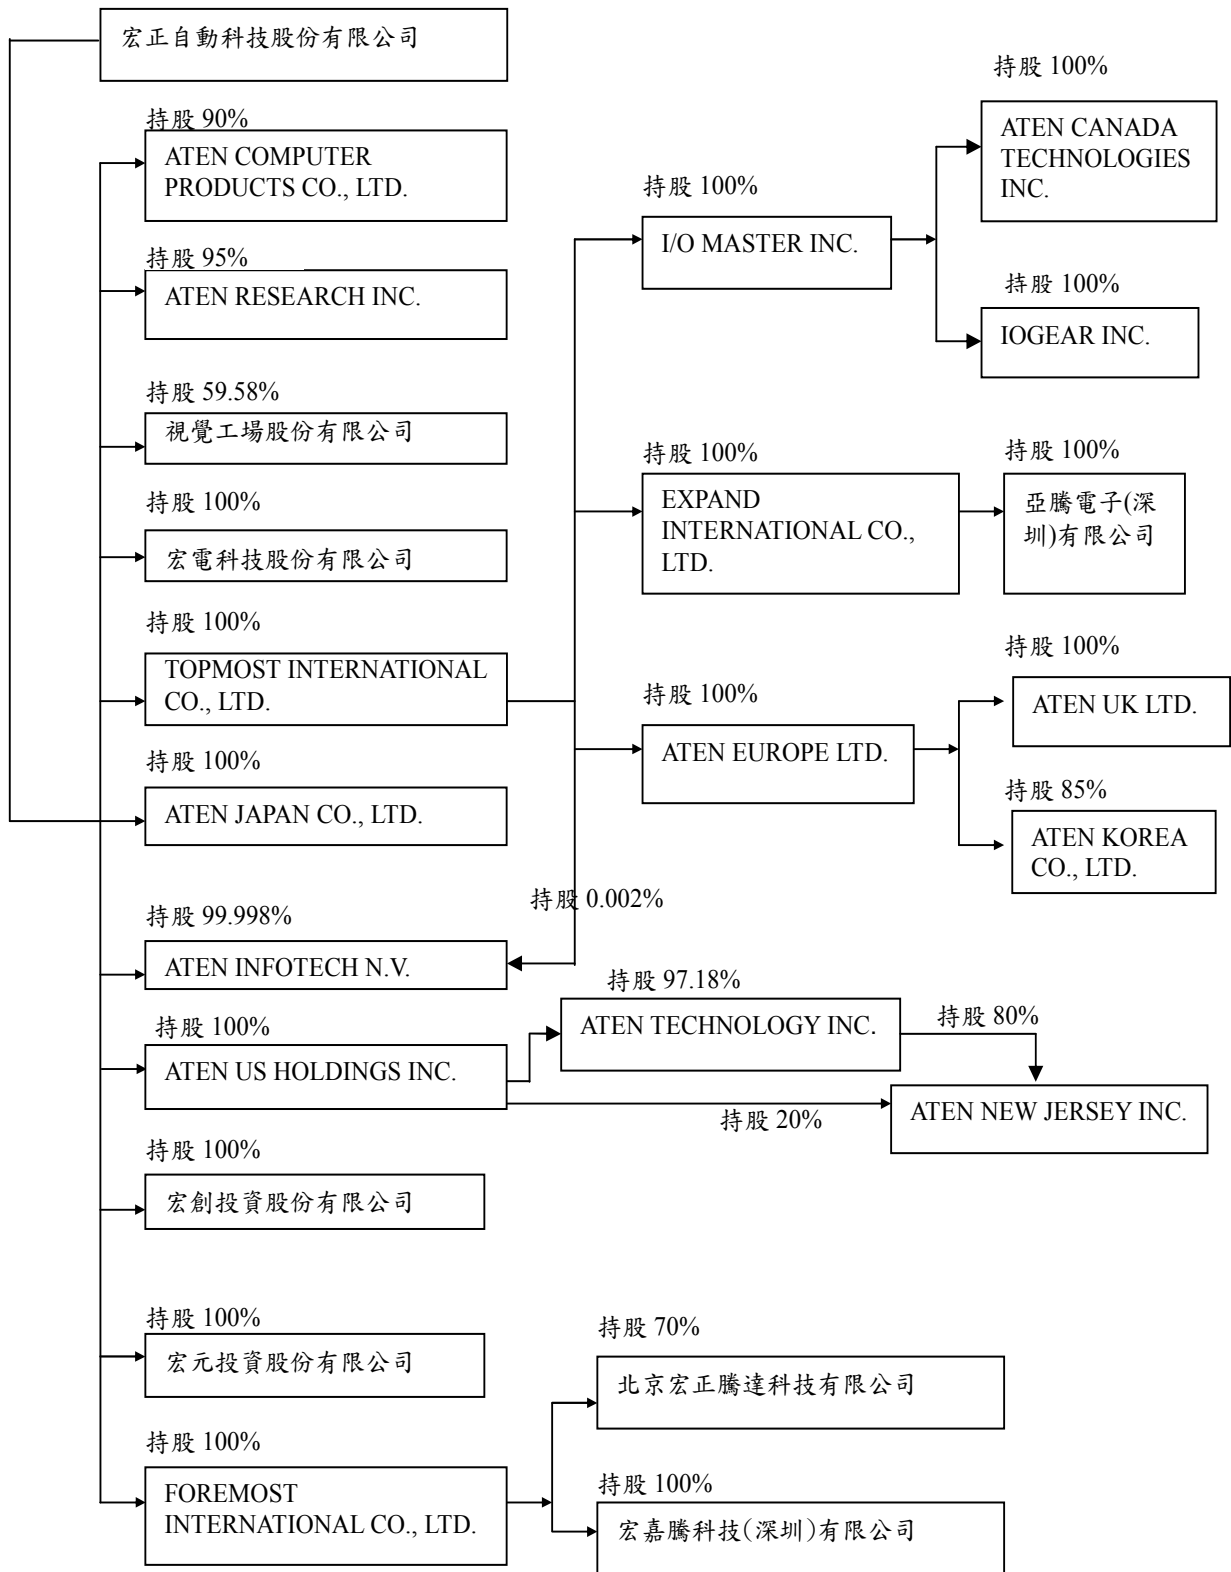 宏正自動科技股份有限公司
持股 90%
ATEN COMPUTER
PRODUCTS CO., LTD.
持股 95%
ATEN RESEARCH INC.
持股 59.58%
視覺工場股份有限公司
持股 100%
宏電科技股份有限公司
持股 100%
TOPMOST INTERNATIONAL
CO., LTD.
持股 100%
ATEN JAPAN CO., LTD.
持股 99.998%
ATEN INFOTECH N.V.
持股 100%
ATEN US HOLDINGS INC.
持股 100%
宏創投資股份有限公司
持股 100%
宏元投資股份有限公司
持股 100%
FOREMOST
INTERNATIONAL CO., LTD.
持股 100%
I/O MASTER INC.
持股 100%
ATEN CANADA
TECHNOLOGIES
INC.
持股 100%
IOGEAR INC.
持股 100%
EXPAND
INTERNATIONAL CO.,
LTD.
持股 100%
亞騰電子(深
圳)有限公司
持股 100%
ATEN EUROPE LTD.
持股 100%
ATEN UK LTD.
持股 85%
ATEN KOREA
CO., LTD.
持股 0.002%
持股 97.18%
ATEN TECHNOLOGY INC.
持股 80%
持股 20%
ATEN NEW JERSEY INC.
持股 70%
北京宏正騰達科技有限公司
持股 100%
宏嘉騰科技(深圳)有限公司